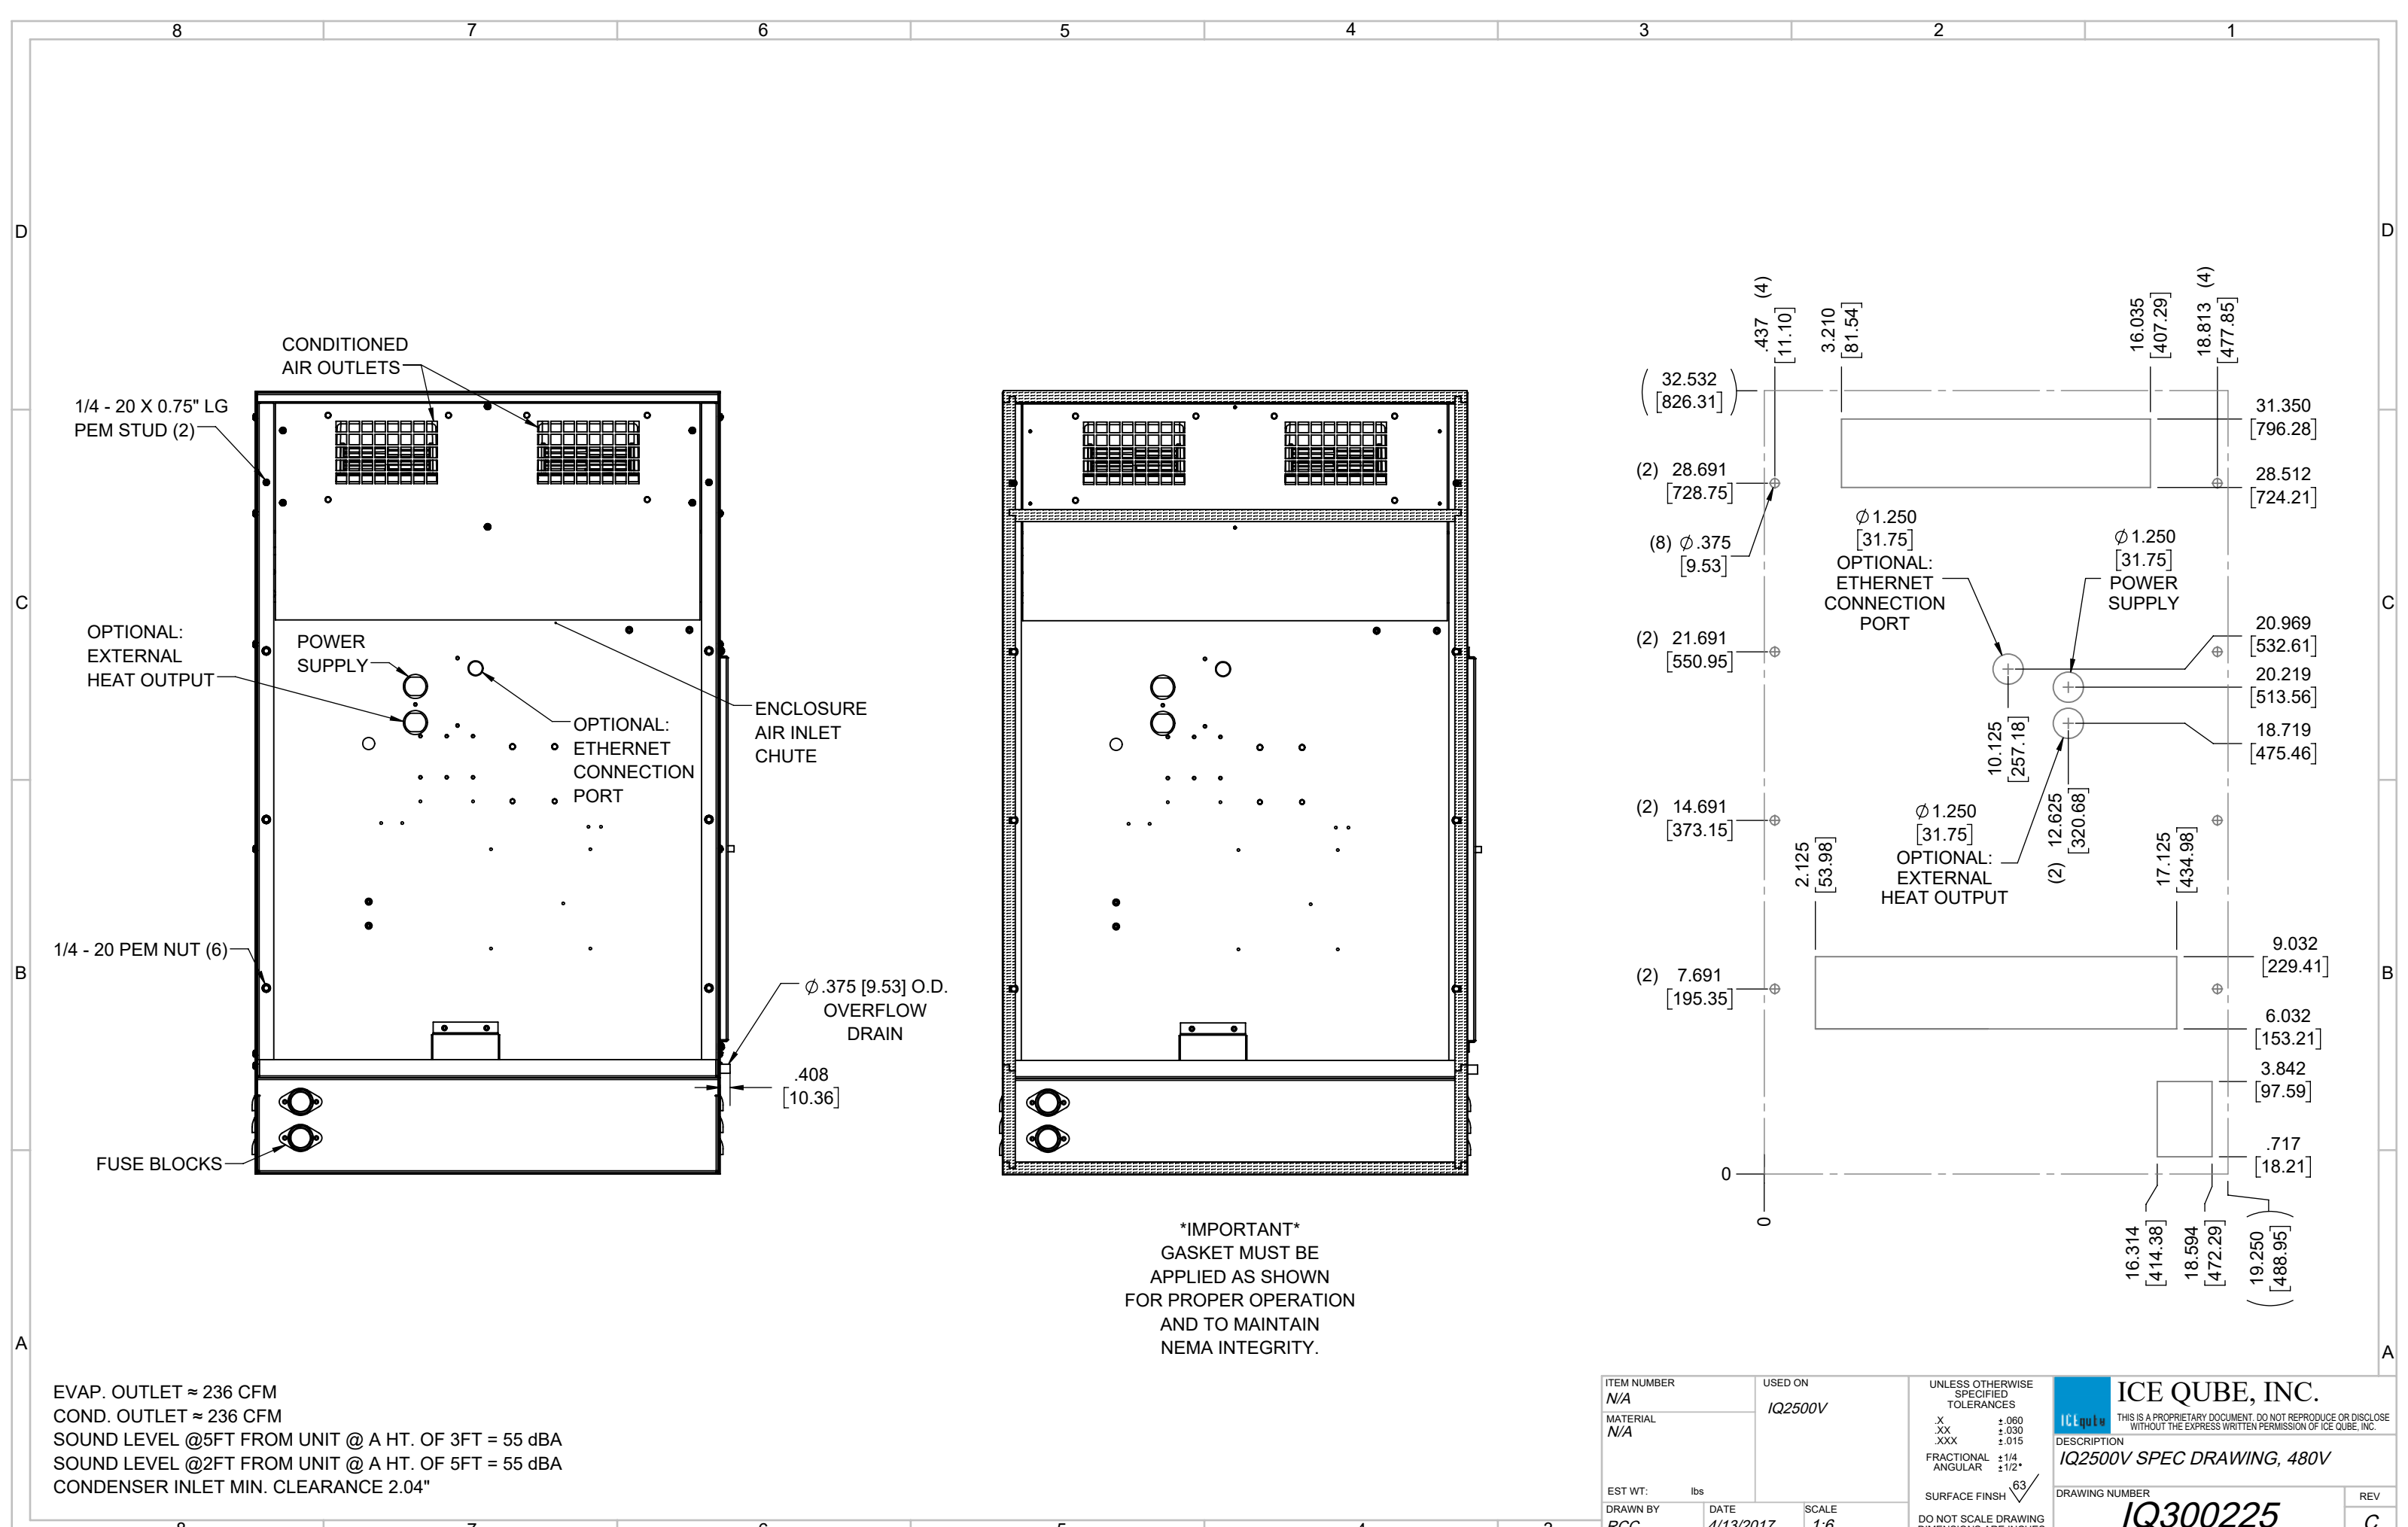 8 7 6 5 4 3 2 1
D
D
C
C
B
B
A
A
CONDITIONED
AIR OUTLETS
1/4 - 20 X 0.75" LG
PEM STUD (2)
OPTIONAL:
EXTERNAL
HEAT OUTPUT
POWER
SUPPLY
OPTIONAL:
ETHERNET
CONNECTION
PORT
ENCLOSURE
AIR INLET
CHUTE
1/4 - 20 PEM NUT (6)
∅.375 [9.53] O.D.
OVERFLOW
DRAIN
.408
[10.36]
FUSE BLOCKS
*IMPORTANT*
GASKET MUST BE
APPLIED AS SHOWN
FOR PROPER OPERATION
AND TO MAINTAIN
NEMA INTEGRITY.
.437 (4)
[11.10]
3.210
[81.54]
16.035
[407.29]
18.813 (4)
[477.85]
(32.532
[826.31])
(2) 28.691
[728.75]
(8) ∅.375
[9.53]
(2) 21.691
[550.95]
(2) 14.691
[373.15]
(2) 7.691
[195.35]
0
0
31.350
[796.28]
28.512
[724.21]
∅1.250
[31.75]
OPTIONAL:
ETHERNET
CONNECTION
PORT
∅1.250
[31.75]
POWER
SUPPLY
20.969
[532.61]
20.219
[513.56]
18.719
[475.46]
10.125
[257.18]
(2) 12.625
[320.68]
∅1.250
[31.75]
OPTIONAL:
EXTERNAL
HEAT OUTPUT
2.125
[53.98]
17.125
[434.98]
9.032
[229.41]
6.032
[153.21]
3.842
[97.59]
.717
[18.21]
16.314
[414.38]
18.594
[472.29]
(19.250
[488.95])
EVAP. OUTLET ≈ 236 CFM
COND. OUTLET ≈ 236 CFM
SOUND LEVEL @5FT FROM UNIT @ A HT. OF 3FT = 55 dBA
SOUND LEVEL @2FT FROM UNIT @ A HT. OF 5FT = 55 dBA
CONDENSER INLET MIN. CLEARANCE 2.04"
ITEM NUMBER
N/A
MATERIAL
N/A
EST WT: lbs
USED ON
IQ2500V
DRAWN BY
RCC
DATE
4/13/2017
SCALE
1:6
UNLESS OTHERWISE
SPECIFIED
TOLERANCES
.X ±.060
.XX ±.030
.XXX ±.015
FRACTIONAL ±1/4
ANGULAR ±1/2°
SURFACE FINSH 63
DO NOT SCALE DRAWING
DIMENSIONS ARE INCHES
ICEqube
ICE QUBE, INC.
THIS IS A PROPRIETARY DOCUMENT. DO NOT REPRODUCE OR DISCLOSE
WITHOUT THE EXPRESS WRITTEN PERMISSION OF ICE QUBE, INC.
DESCRIPTION
IQ2500V SPEC DRAWING, 480V
DRAWING NUMBER
IQ300225
REV
C